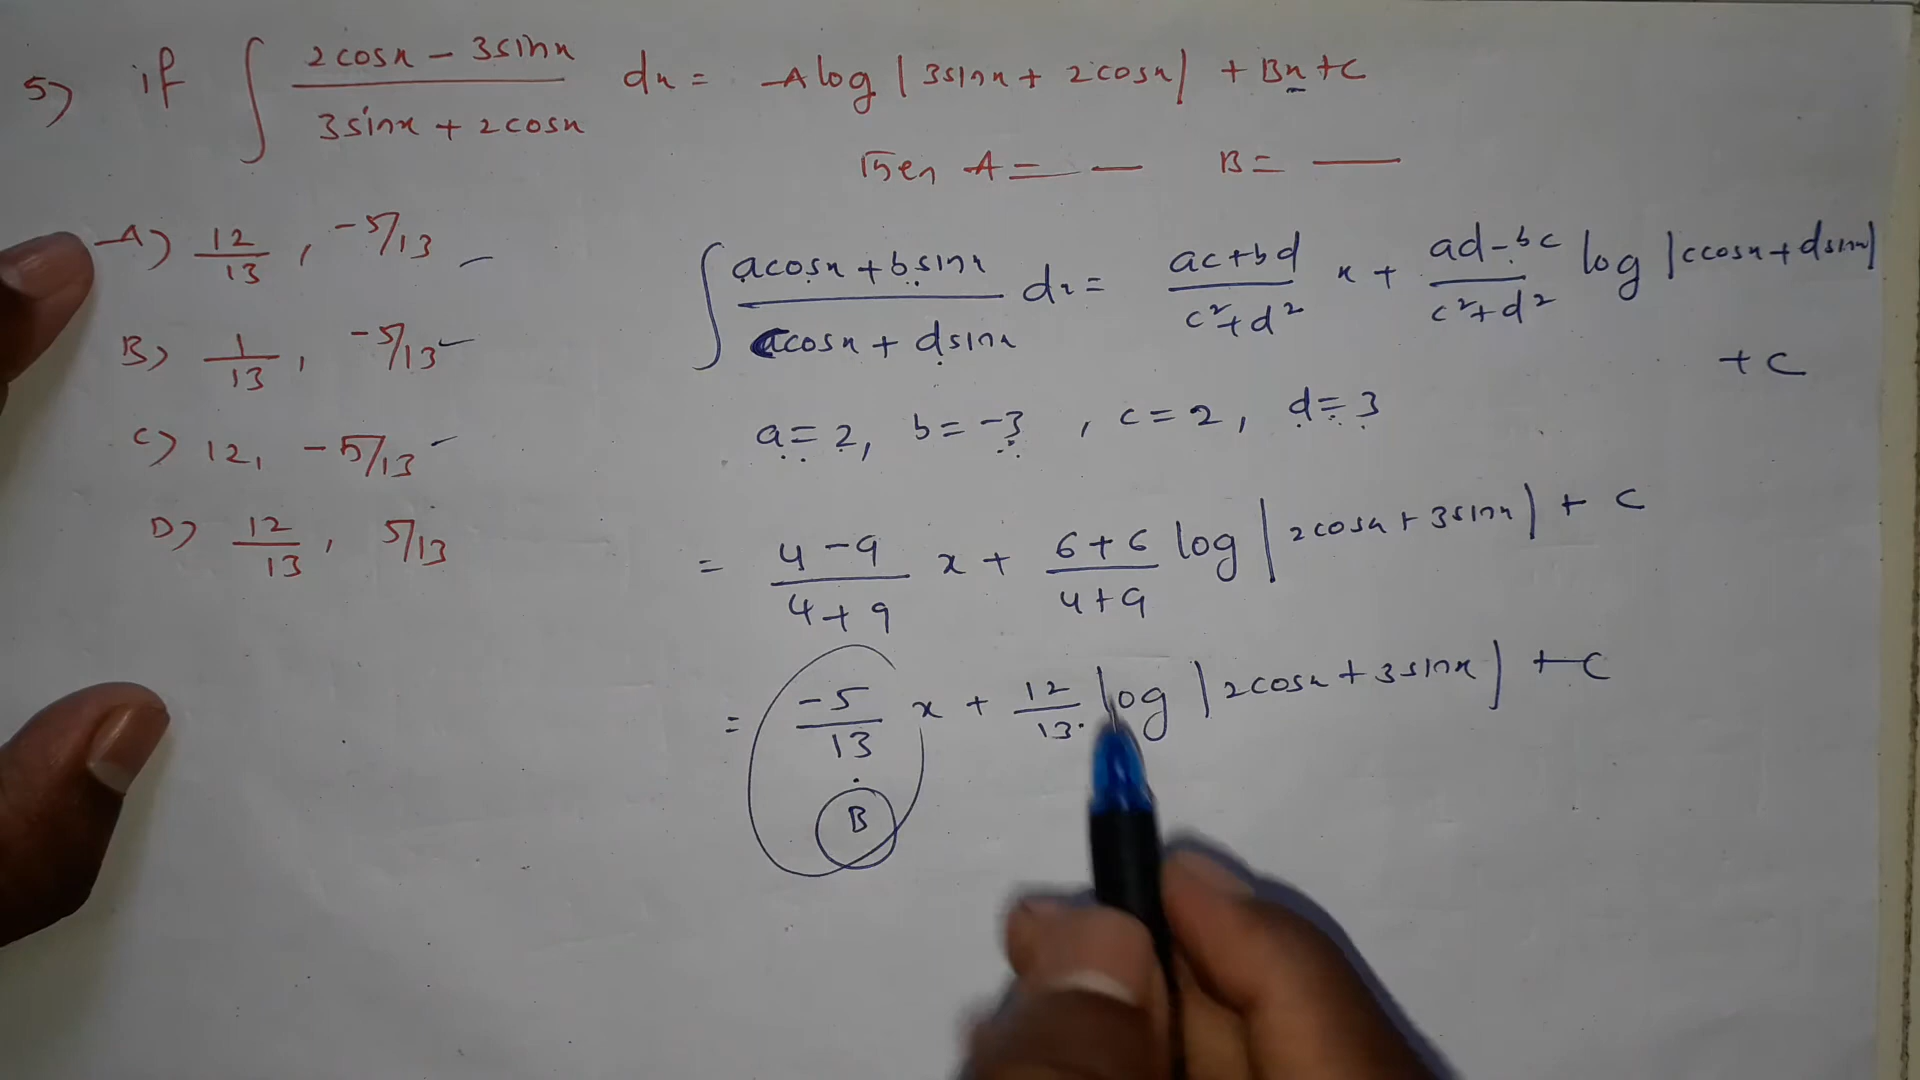 5) if ∫ (2cosx - 3sinx)/(3sinx + 2cosx) dx = A log |3sinx + 2cosx| + Bx + C
Then A = — B = —
A) 12/13, -5/13
B) 1/13, -5/13
C) 12, -5/13
D) 12/13, 5/13
∫ (acosx + bsinx)/(ccosx + dsinx) dx = (ac+bd)/(c²+d²) x + (ad-bc)/(c²+d²) log |ccosx + dsinx|
+ C
a = 2, b = -3, c = 2, d = 3
= (4-9)/(4+9) x + (6+6)/(4+9) log |2cosx + 3sinx| + C
= -5/13 x + 12/13 log |2cosx + 3sinx| + C
B